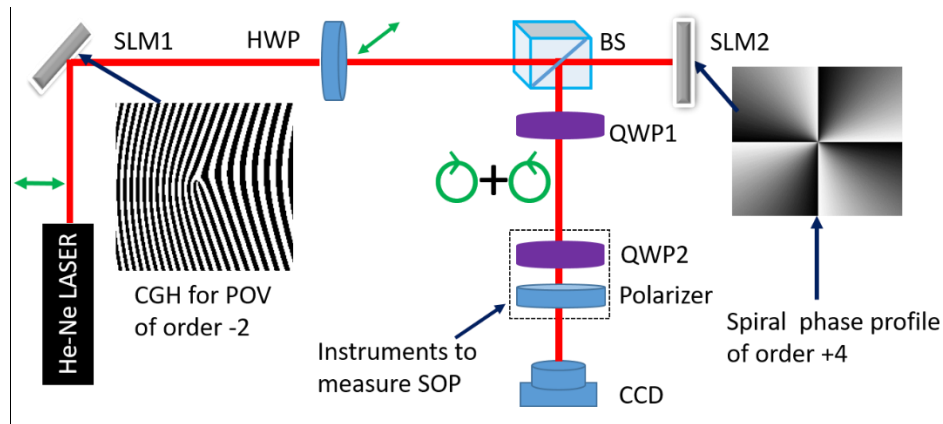 SLM1
HWP
BS
SLM2
QWP1
+
He-Ne LASER
CGH for POV
of order -2
QWP2
Polarizer
Instruments to
measure SOP
CCD
Spiral  phase profile
of order +4